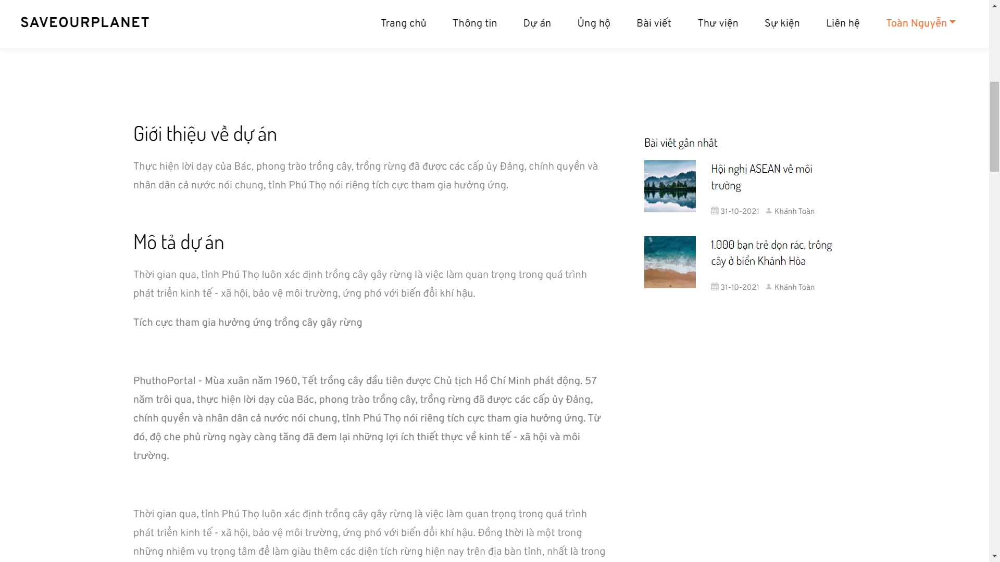 SAVEOURPLANET
Trang chủ Thông tin Dự án Ủng hộ Bài viết Thư viện Sự kiện Liên hệ Toàn Nguyễn
Giới thiệu về dự án
Thực hiện lời dạy của Bác, phong trào trồng cây, trồng rừng đã được các cấp ủy Đảng, chính quyền và
nhân dân cả nước nói chung, tỉnh Phú Thọ nói riêng tích cực tham gia hưởng ứng.
Mô tả dự án
Thời gian qua, tỉnh Phú Thọ luôn xác định trồng cây gây rừng là việc làm quan trọng trong quá trình
phát triển kinh tế - xã hội, bảo vệ môi trường, ứng phó với biến đổi khí hậu.
Tích cực tham gia hưởng ứng trồng cây gây rừng
PhuthoPortal - Mùa xuân năm 1960, Tết trồng cây đầu tiên được Chủ tịch Hồ Chí Minh phát động. 57
năm trôi qua, thực hiện lời dạy của Bác, phong trào trồng cây, trồng rừng đã được các cấp ủy Đảng,
chính quyền và nhân dân cả nước nói chung, tỉnh Phú Thọ nói riêng tích cực tham gia hưởng ứng. Từ
đó, độ che phủ rừng ngày càng tăng đã đem lại những lợi ích thiết thực về kinh tế - xã hội và môi
trường.
Thời gian qua, tỉnh Phú Thọ luôn xác định trồng cây gây rừng là việc làm quan trọng trong quá trình
phát triển kinh tế - xã hội, bảo vệ môi trường, ứng phó với biến đổi khí hậu. Đồng thời là một trong
những nhiệm vụ trọng tâm để làm giàu thêm các diện tích rừng hiện nay trên địa bàn tỉnh, nhất là trong
Bài viết gần nhất
Hội nghị ASEAN về môi
trường
31-10-2021 Khánh Toàn
1.000 bạn trẻ dọn rác, trồng
cây ở biển Khánh Hòa
31-10-2021 Khánh Toàn